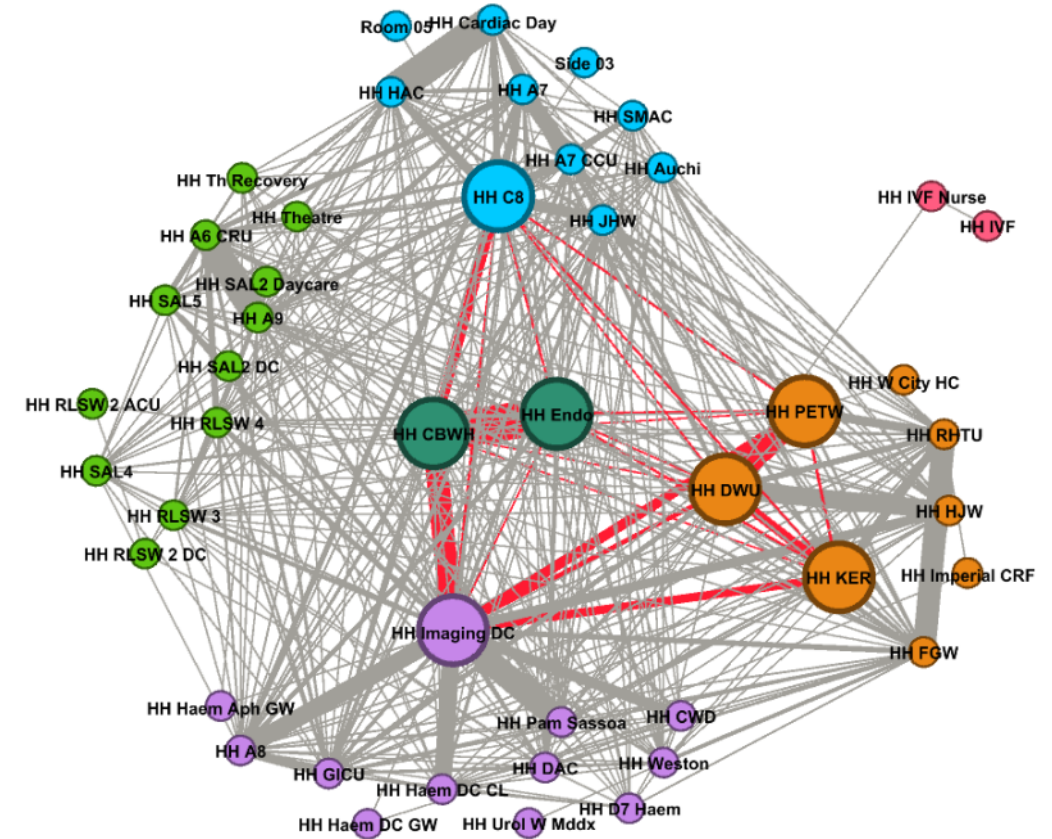 Room 05
HH Cardiac Day
Side 03
HH HAC
HH A7
HH SMAC
HH A7 CCU
HH Auchi
HH Th Recovery
HH C8
HH IVF Nurse
HH Theatre
HH JHW
HH IVF
HH A6 CRU
HH SAL2 Daycare
HH SAL5
HH A9
HH SAL2 DC
HH W City HC
HH RLSW 2 ACU
HH PETW
HH Endo
HH RLSW 4
HH CBWH
HH RHTU
HH SAL4
HH DWU
HH HJW
HH RLSW 3
HH RLSW 2 DC
HH KER
HH Imperial CRF
HH Imaging DC
HH FGW
HH Haem Aph GW
HH Pam Sassoa
HH CWD
HH A8
HH GICU
HH DAC
HH Weston
HH Haem DC CL
HH D7 Haem
HH Haem DC GW
HH Urol W Mddx